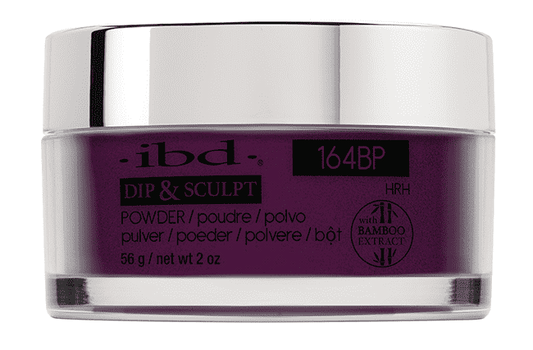 ·ibd·®
164BP
HRH
DIP & SCULPT
POWDER / poudre / polvo
pulver / poeder / polvere / bột
56 g / net wt 2 oz
with
BAMBOO
EXTRACT